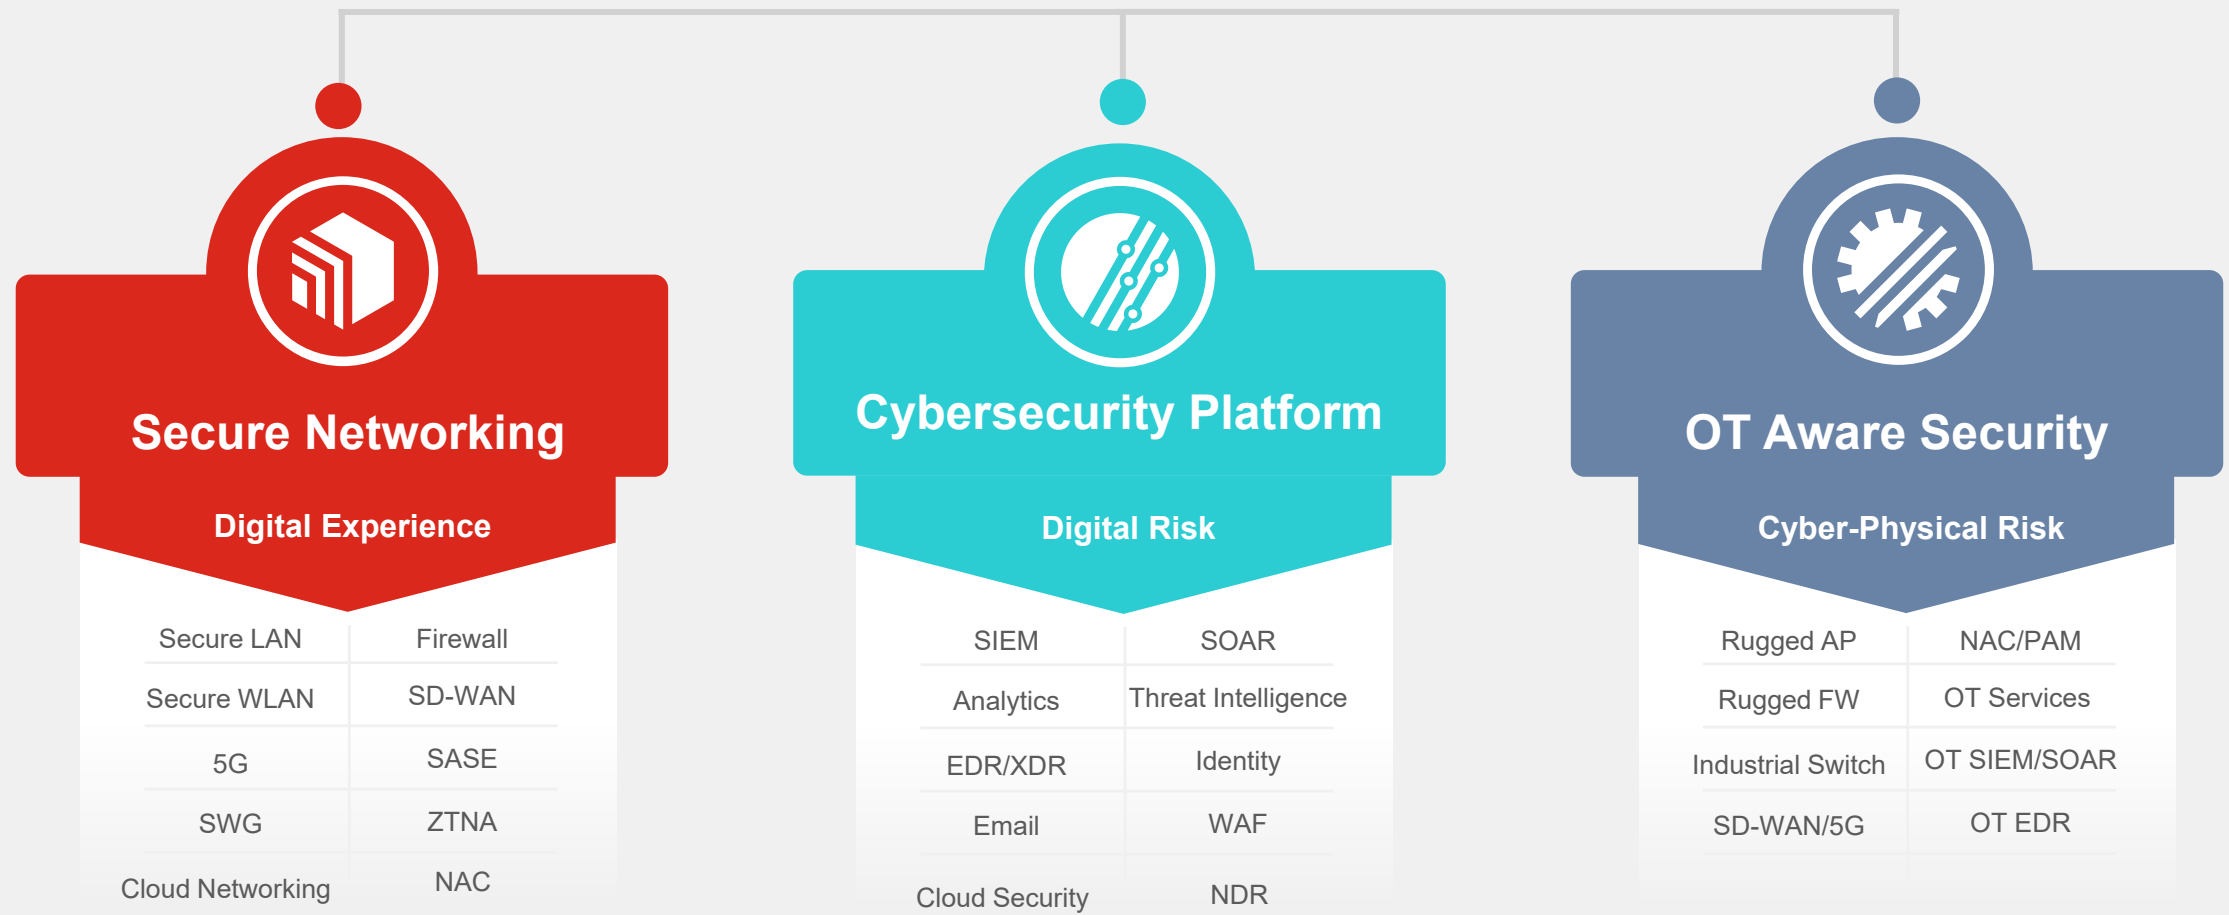 Secure Networking
Digital Experience
Secure LAN
Firewall
Secure WLAN
SD-WAN
5G
SASE
SWG
ZTNA
Cloud Networking
NAC
Cybersecurity Platform
Digital Risk
SIEM
SOAR
Analytics
Threat Intelligence
EDR/XDR
Identity
Email
WAF
Cloud Security
NDR
OT Aware Security
Cyber-Physical Risk
Rugged AP
NAC/PAM
Rugged FW
OT Services
Industrial Switch
OT SIEM/SOAR
SD-WAN/5G
OT EDR